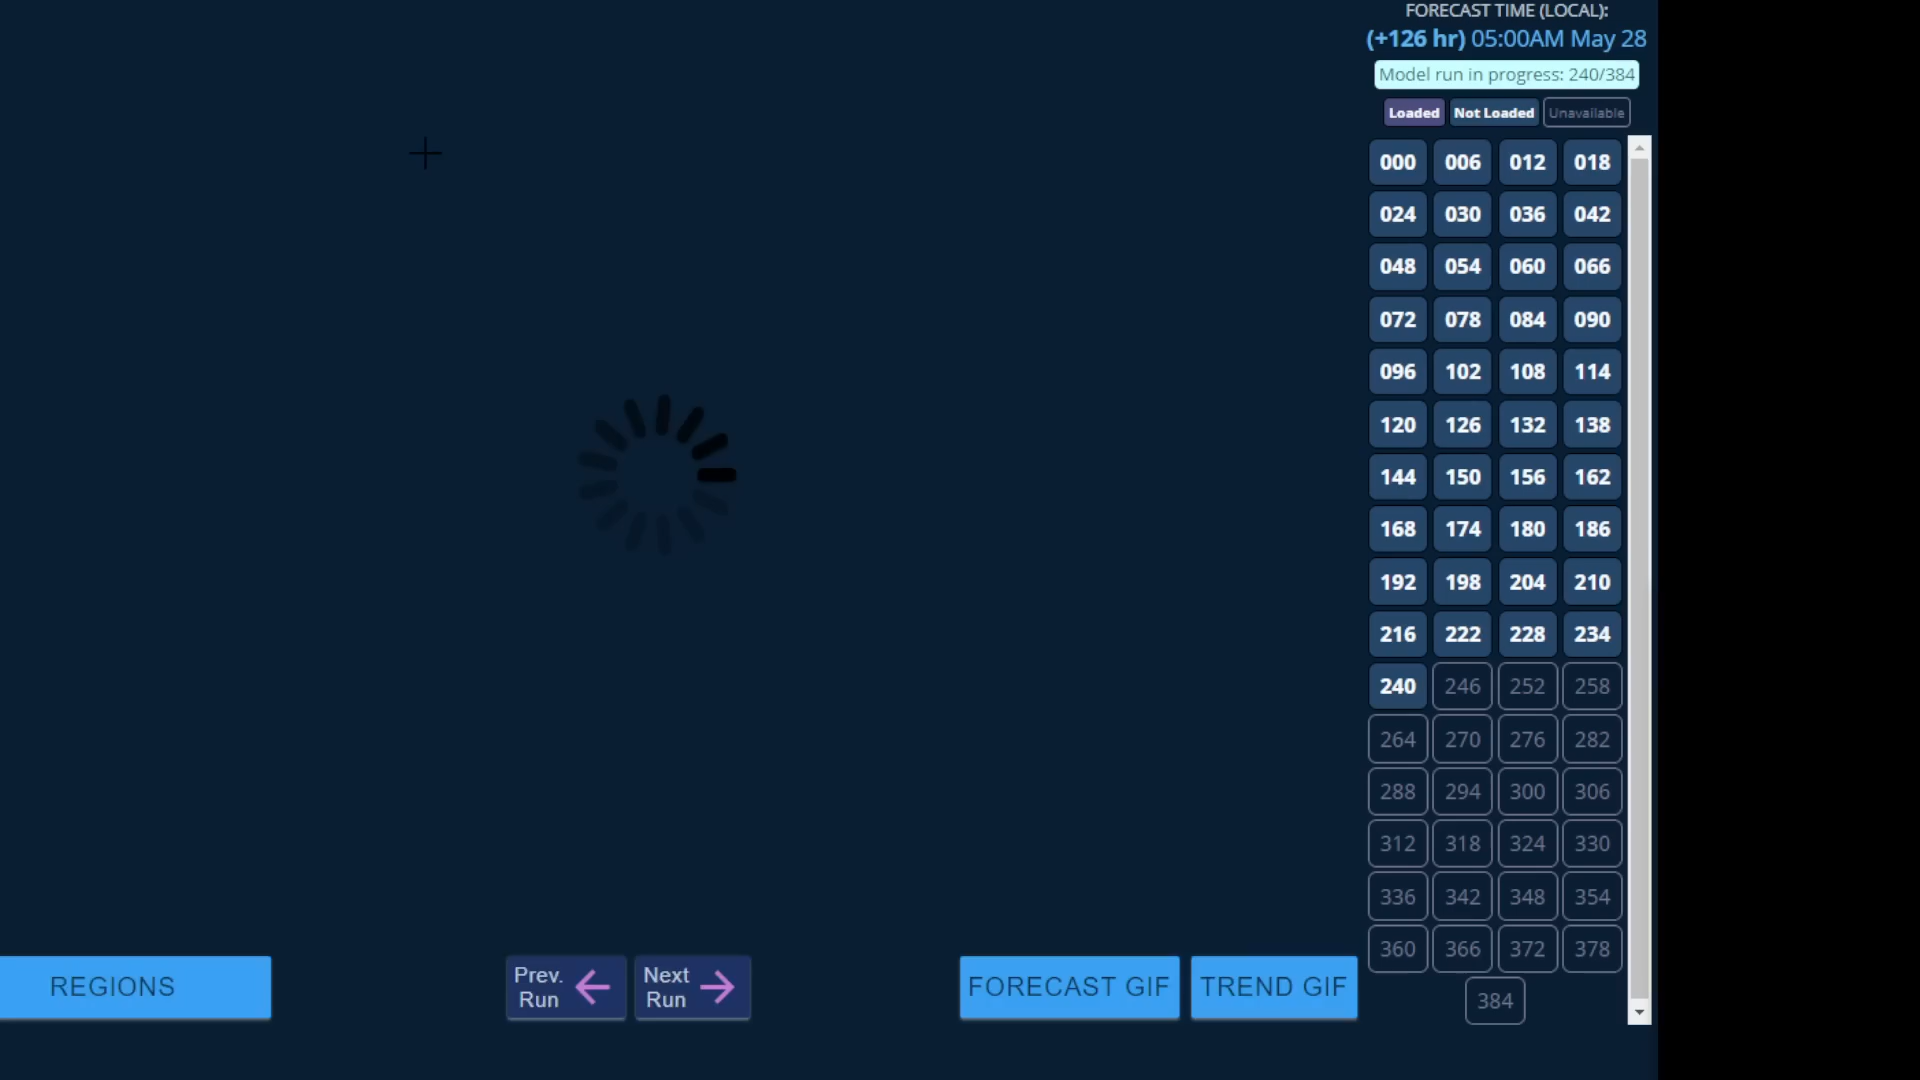 FORECAST TIME (LOCAL):
(+126 hr) 05:00AM May 28
Model run in progress: 240/384
Loaded Not Loaded Unavailable
000 006 012 018
024 030 036 042
048 054 060 066
072 078 084 090
096 102 108 114
120 126 132 138
144 150 156 162
168 174 180 186
192 198 204 210
216 222 228 234
240 246 252 258
264 270 276 282
288 294 300 306
312 318 324 330
336 342 348 354
360 366 372 378
384
REGIONS
Prev.
Run
Next
Run
FORECAST GIF
TREND GIF